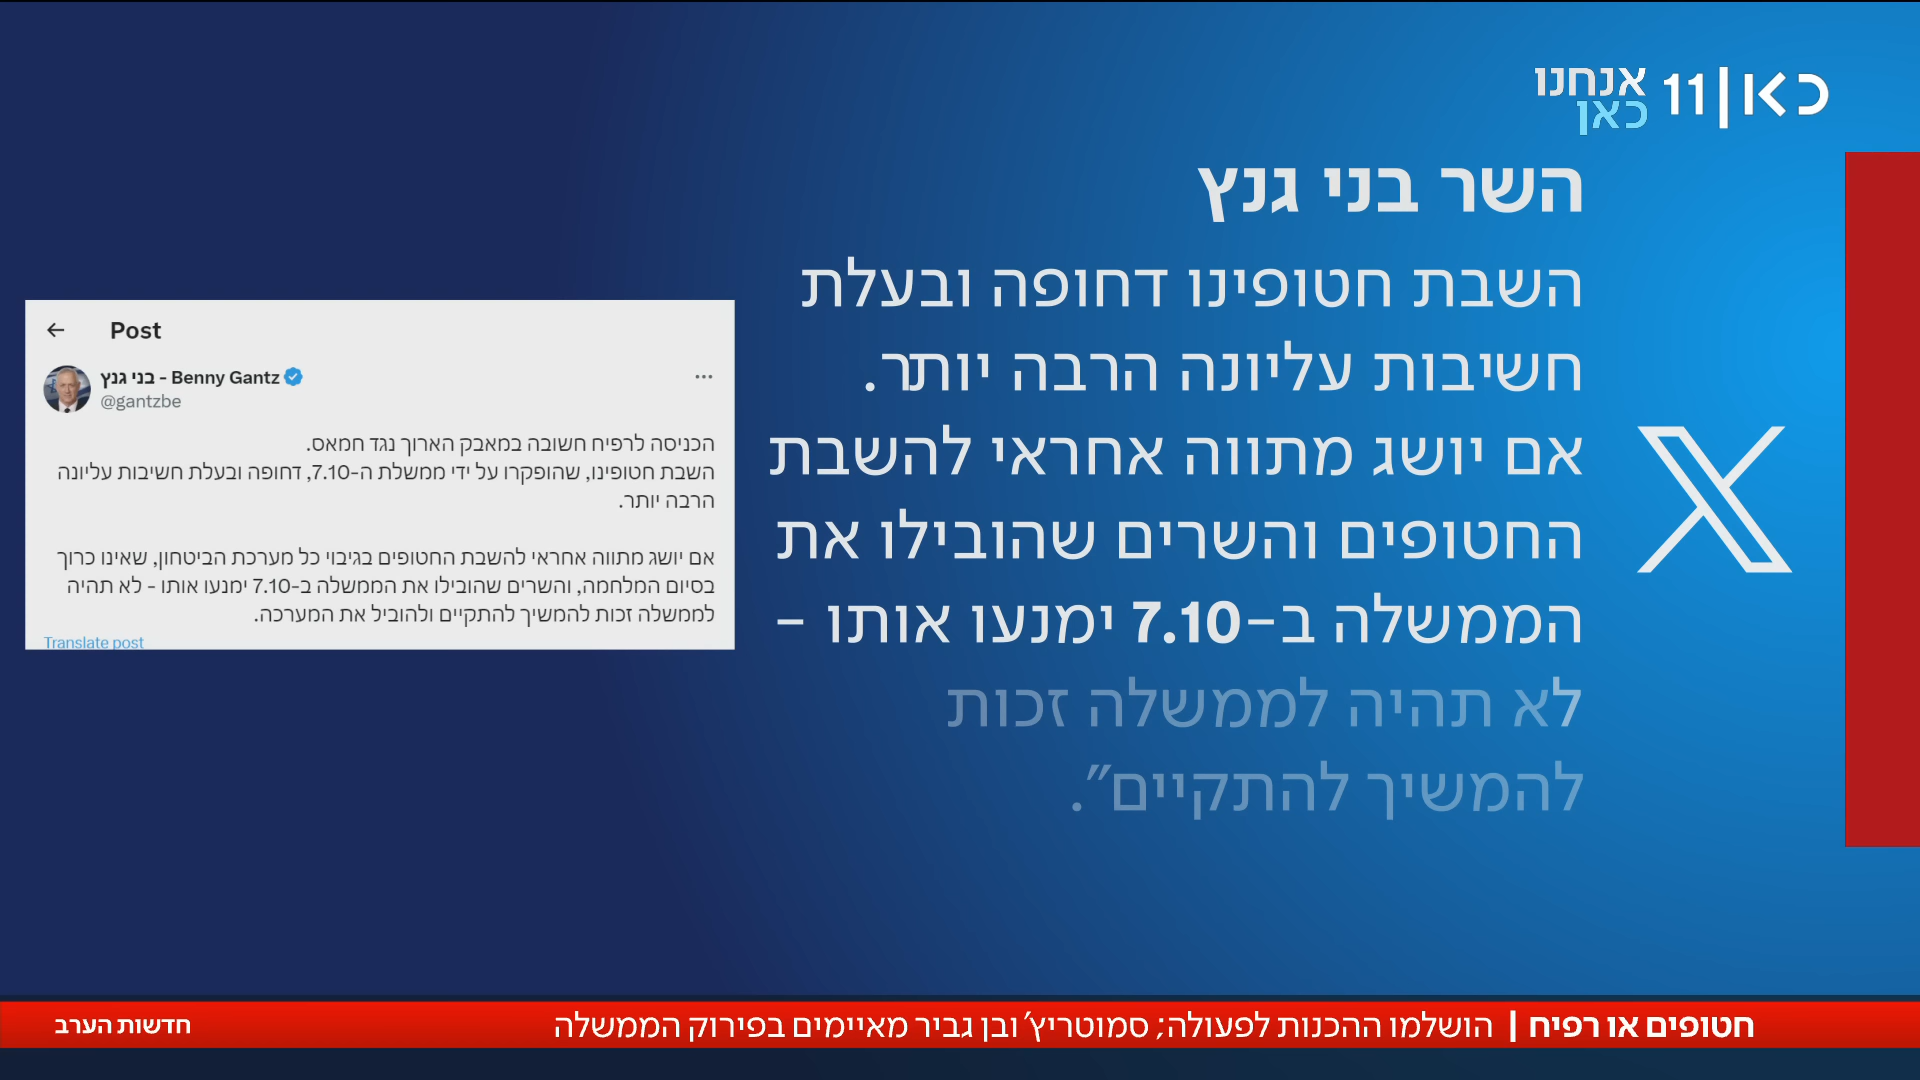 כאן|11
אנחנו
כאן
השר בני גנץ
השבת חטופינו דחופה ובעלת
חשיבות עליונה הרבה יותר.
אם יושג מתווה אחראי להשבת
החטופים והשרים שהובילו את
הממשלה ב-7.10 ימנעו אותו -
לא תהיה לממשלה זכות
להמשיך להתקיים".
← Post
בני גנץ - Benny Gantz
@gantzbe
הכניסה לרפיח חשובה במאבק הארוך נגד חמאס.
השבת חטופינו, שהופקרו על ידי ממשלת ה-7.10, דחופה ובעלת חשיבות עליונה
הרבה יותר.
אם יושג מתווה אחראי להשבת החטופים בגיבוי כל מערכת הביטחון, שאינו כרוך
בסיום המלחמה, והשרים שהובילו את הממשלה ב-7.10 ימנעו אותו - לא תהיה
לממשלה זכות להמשיך להתקיים ולהוביל את המערכה.
Translate post
חטופים או רפיח | הושלמו ההכנות לפעולה; סמוטריץ' ובן גביר מאיימים בפירוק הממשלה
חדשות הערב